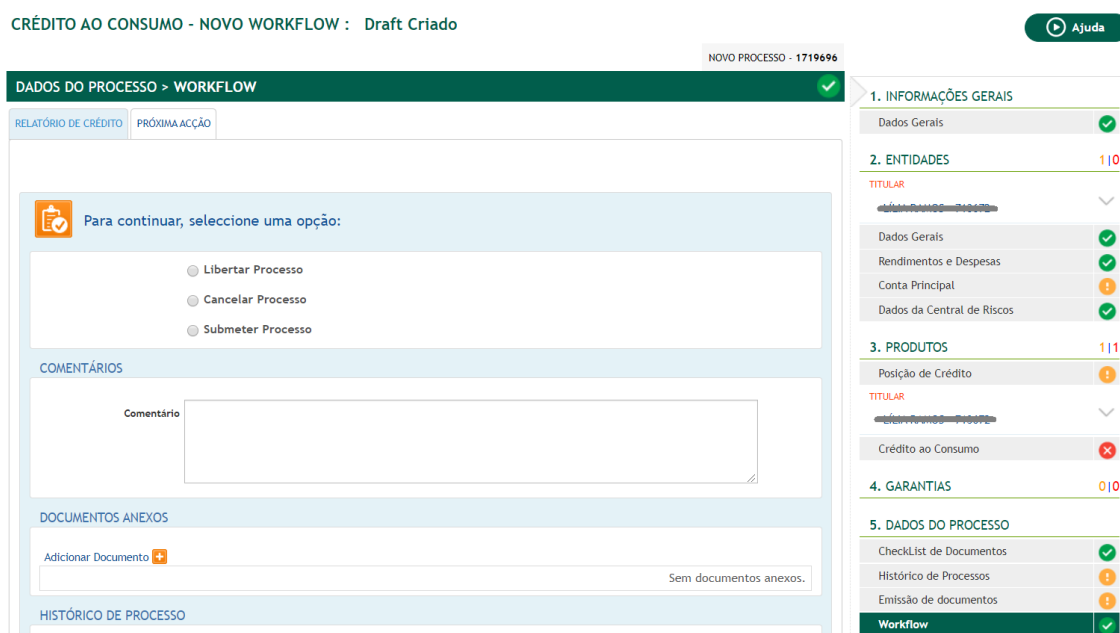 CRÉDITO AO CONSUMO - NOVO WORKFLOW : Draft Criado
Ajuda
NOVO PROCESSO - 1719696
DADOS DO PROCESSO > WORKFLOW
RELATÓRIO DE CRÉDITO
PRÓXIMA ACÇÃO
Para continuar, seleccione uma opção:
Libertar Processo
Cancelar Processo
Submeter Processo
COMENTÁRIOS
Comentário
DOCUMENTOS ANEXOS
Adicionar Documento
Sem documentos anexos.
HISTÓRICO DE PROCESSO
1. INFORMAÇÕES GERAIS
Dados Gerais
2. ENTIDADES 1|0
TITULAR
Dados Gerais
Rendimentos e Despesas
Conta Principal
Dados da Central de Riscos
3. PRODUTOS 1|1
Posição de Crédito
TITULAR
Crédito ao Consumo
4. GARANTIAS 0|0
5. DADOS DO PROCESSO
CheckList de Documentos
Histórico de Processos
Emissão de documentos
Workflow